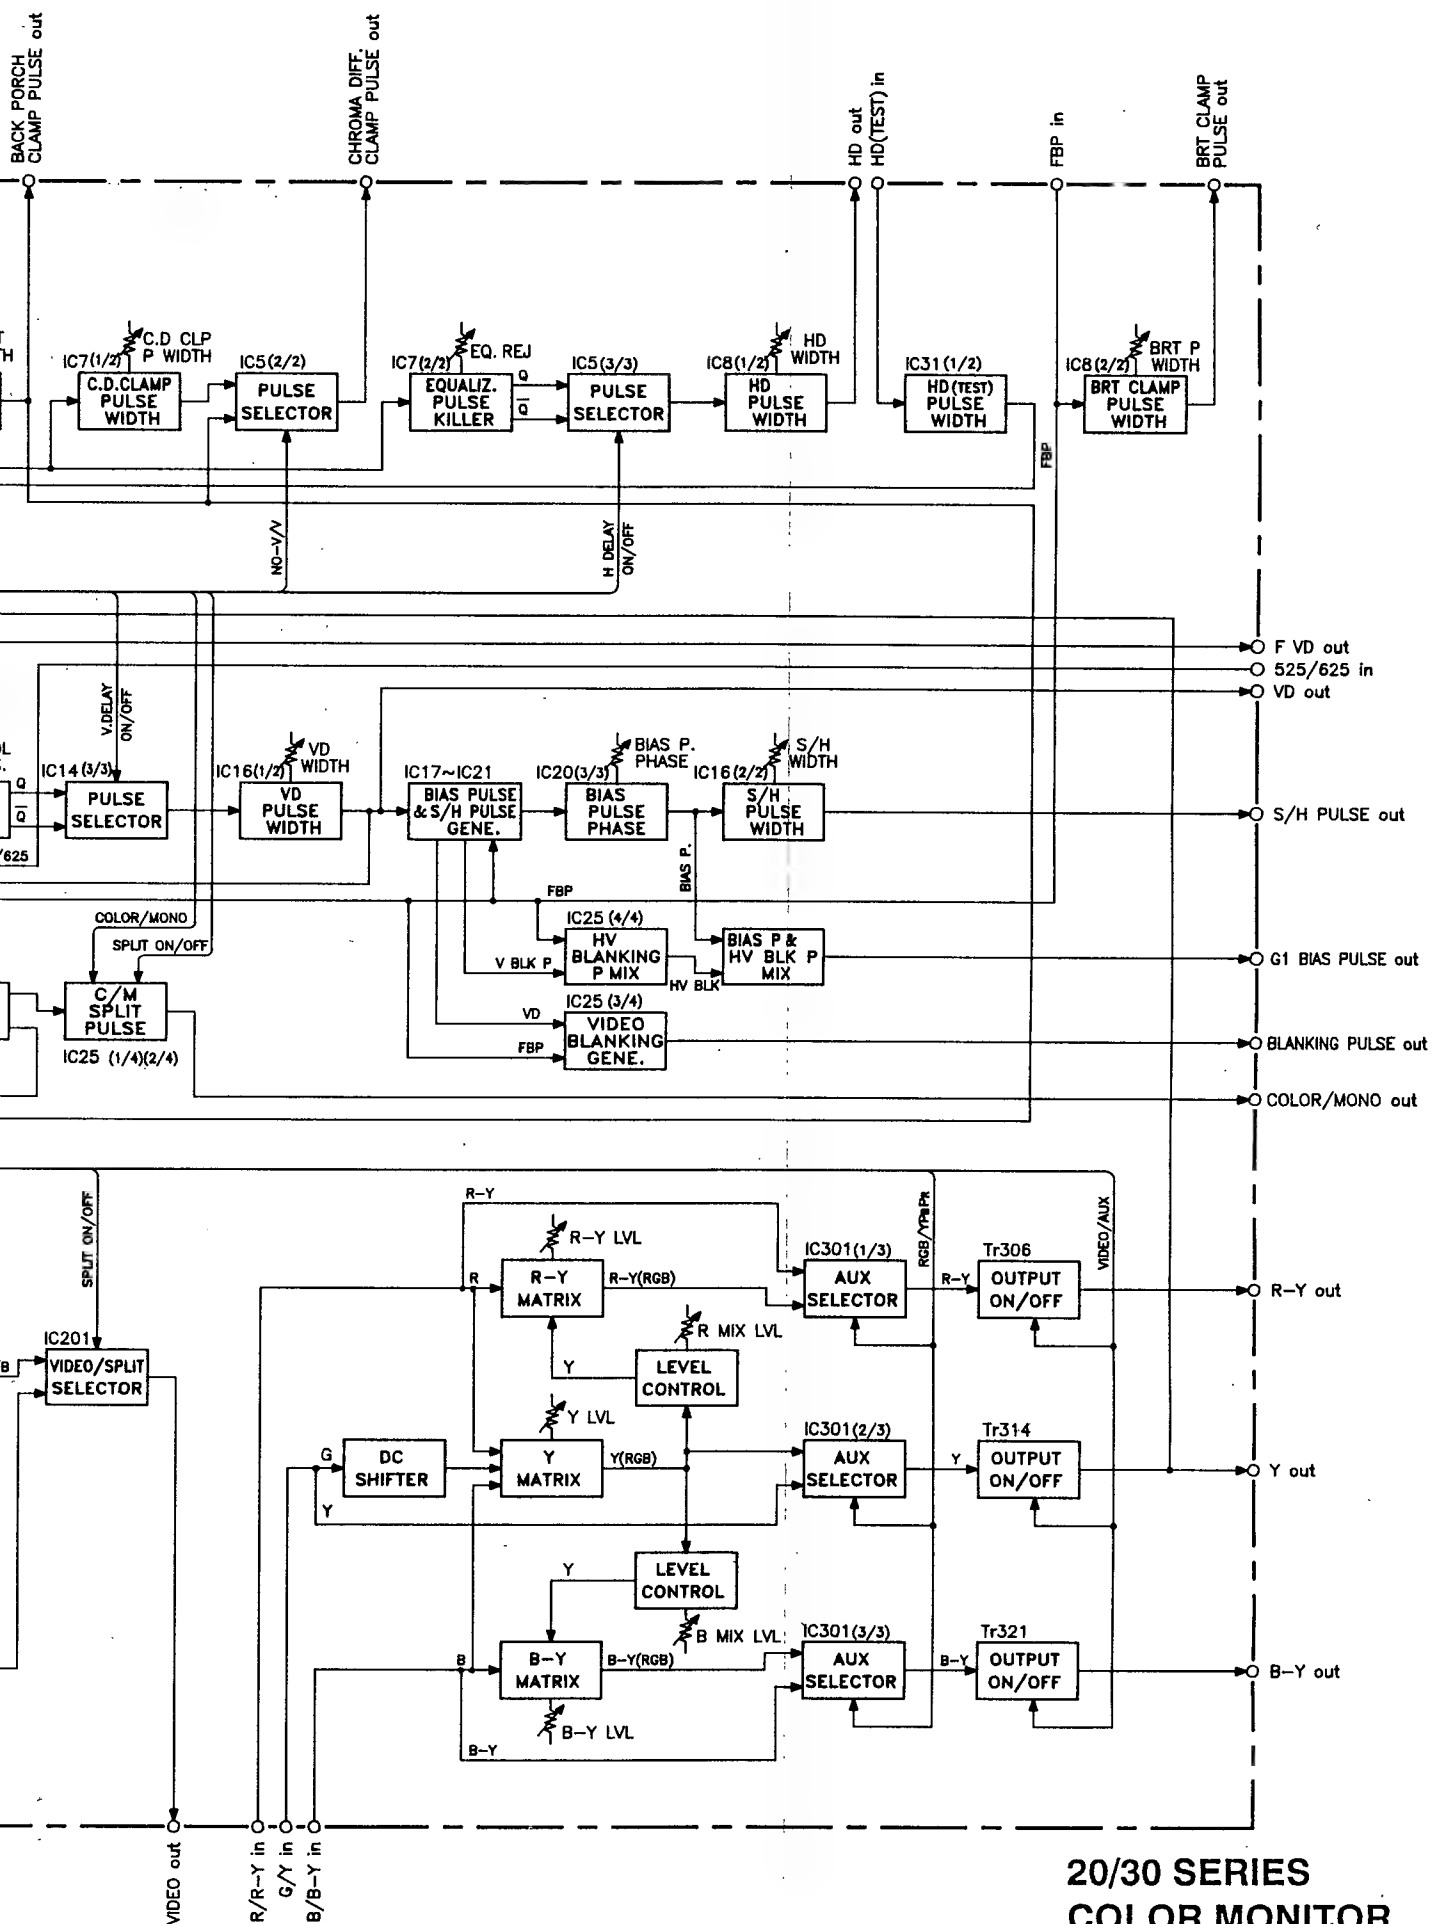 BACK PORCH
CLAMP PULSE out
CHROMA DIFF.
CLAMP PULSE out
HD out
HD(TEST) in
FBP in
BRT CLAMP
PULSE out
T
TH
IC7(1/2)
C.D CLP
P WIDTH
C.D.CLAMP
PULSE
WIDTH
IC5(2/2)
PULSE
SELECTOR
IC7(2/2)
EQ. REJ
EQUALIZ.
PULSE
KILLER
Q
Q̅
IC5(3/3)
PULSE
SELECTOR
IC8(1/2)
HD
WIDTH
HD
PULSE
WIDTH
IC31(1/2)
HD(TEST)
PULSE
WIDTH
FBP
IC8(2/2)
BRT P
WIDTH
BRT CLAMP
PULSE
WIDTH
NO-V/V
H DELAY
ON/OFF
F VD out
525/625 in
VD out
V.DELAY
ON/OFF
OL
S.
Q
Q̅
/625
IC14(3/3)
PULSE
SELECTOR
IC16(1/2)
VD
WIDTH
VD
PULSE
WIDTH
IC17~IC21
BIAS PULSE
& S/H PULSE
GENE.
IC20(3/3)
BIAS P.
PHASE
BIAS
PULSE
PHASE
IC16(2/2)
S/H
WIDTH
S/H
PULSE
WIDTH
S/H PULSE out
BIAS P.
FBP
COLOR/MONO
SPLIT ON/OFF
C/M
SPLIT
PULSE
IC25 (1/4)(2/4)
IC25(4/4)
HV
BLANKING
P MIX
V BLK P
HV BLK
BIAS P &
HV BLK P
MIX
G1 BIAS PULSE out
IC25(3/4)
VIDEO
BLANKING
GENE.
VD
FBP
BLANKING PULSE out
COLOR/MONO out
SPLIT ON/OFF
R-Y
R-Y LVL
R
R-Y
MATRIX
R-Y(RGB)
IC301(1/3)
AUX
SELECTOR
RGB/YPBPR
R-Y
Tr306
OUTPUT
ON/OFF
VIDEO/AUX
R-Y out
IC201
B
VIDEO/SPLIT
SELECTOR
R MIX LVL
Y
LEVEL
CONTROL
Y LVL
G
DC
SHIFTER
Y
MATRIX
Y(RGB)
Y
IC301(2/3)
AUX
SELECTOR
Y
Tr314
OUTPUT
ON/OFF
Y out
Y
LEVEL
CONTROL
B MIX LVL
B
B-Y
MATRIX
B-Y(RGB)
B-Y LVL
B-Y
IC301(3/3)
AUX
SELECTOR
B-Y
Tr321
OUTPUT
ON/OFF
B-Y out
VIDEO out
R/R-Y in
G/Y in
B/B-Y in
20/30 SERIES
COLOR MONITOR